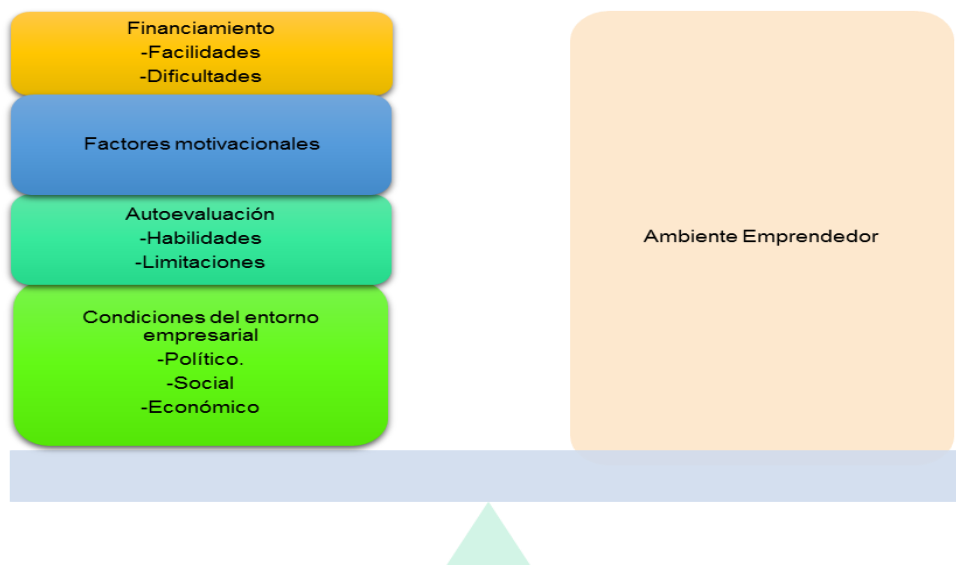 Financiamiento
-Facilidades
-Dificultades
Factores motivacionales
Autoevaluación
-Habilidades
-Limitaciones
Condiciones del entorno
empresarial
-Político.
-Social
-Económico
Ambiente Emprendedor